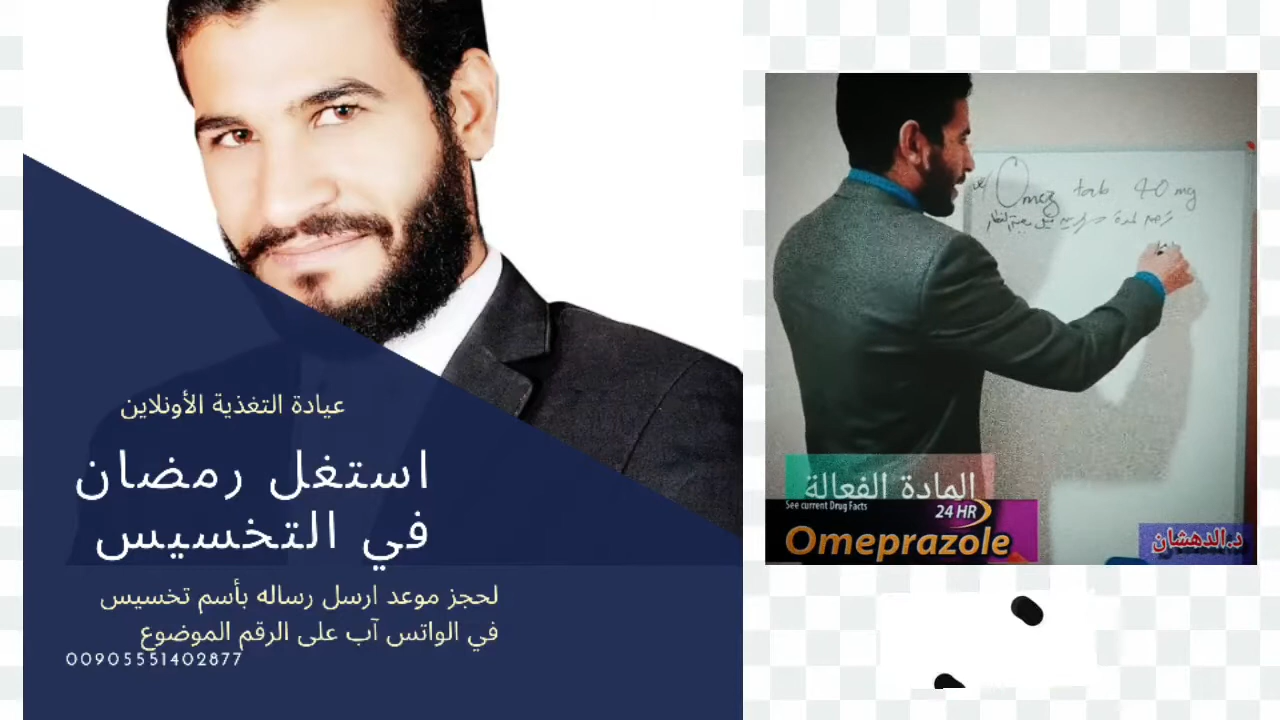 عيادة التغذية الأونلاين
استغل رمضان
في التخسيس
لحجز موعد ارسل رساله بأسم تخسيس
في الواتس آب على الرقم الموضوع
00905551402877
Omez tab 40 mg
المادة الفعالة
See current Drug Facts
24 HR
Omeprazole
د.الدهشان